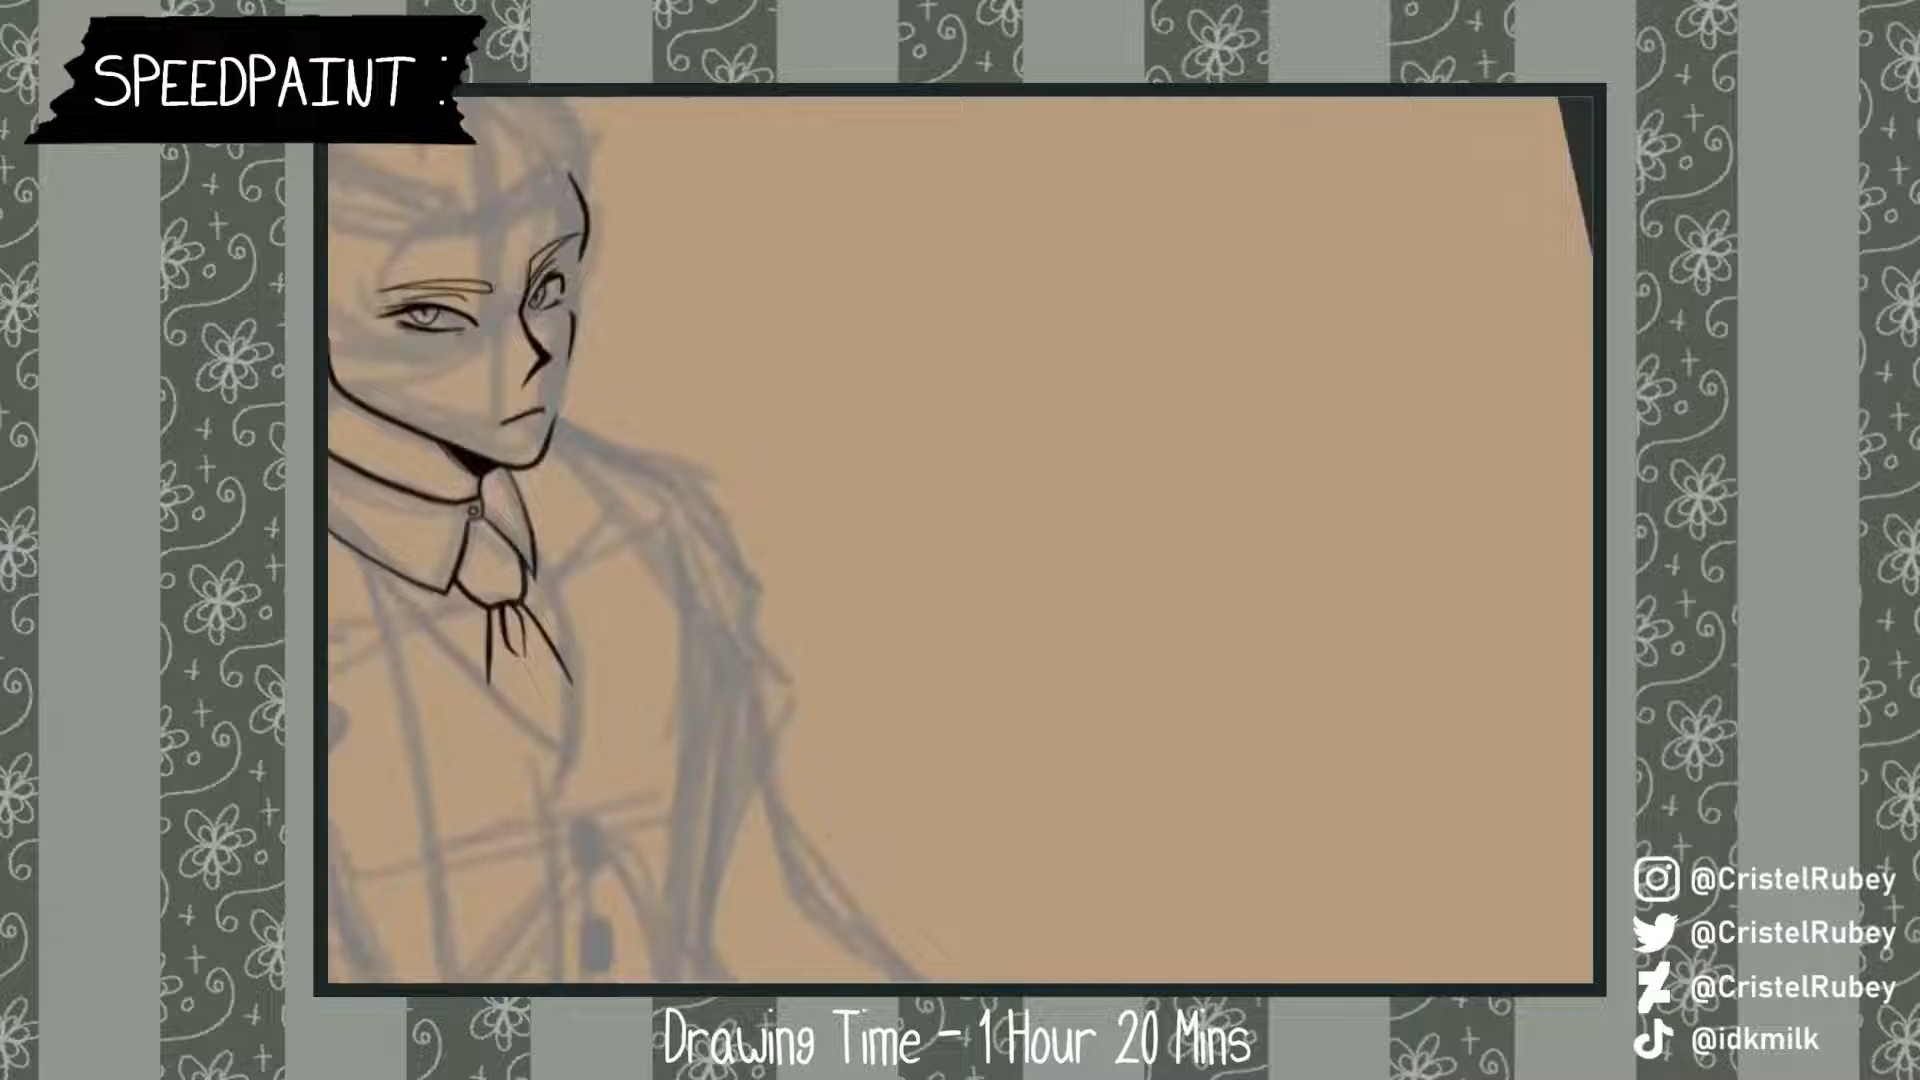 SPEEDPAINT :
@CristelRubey
@CristelRubey
@CristelRubey
@idkmilk
Drawing Time - 1 Hour 20 Mins